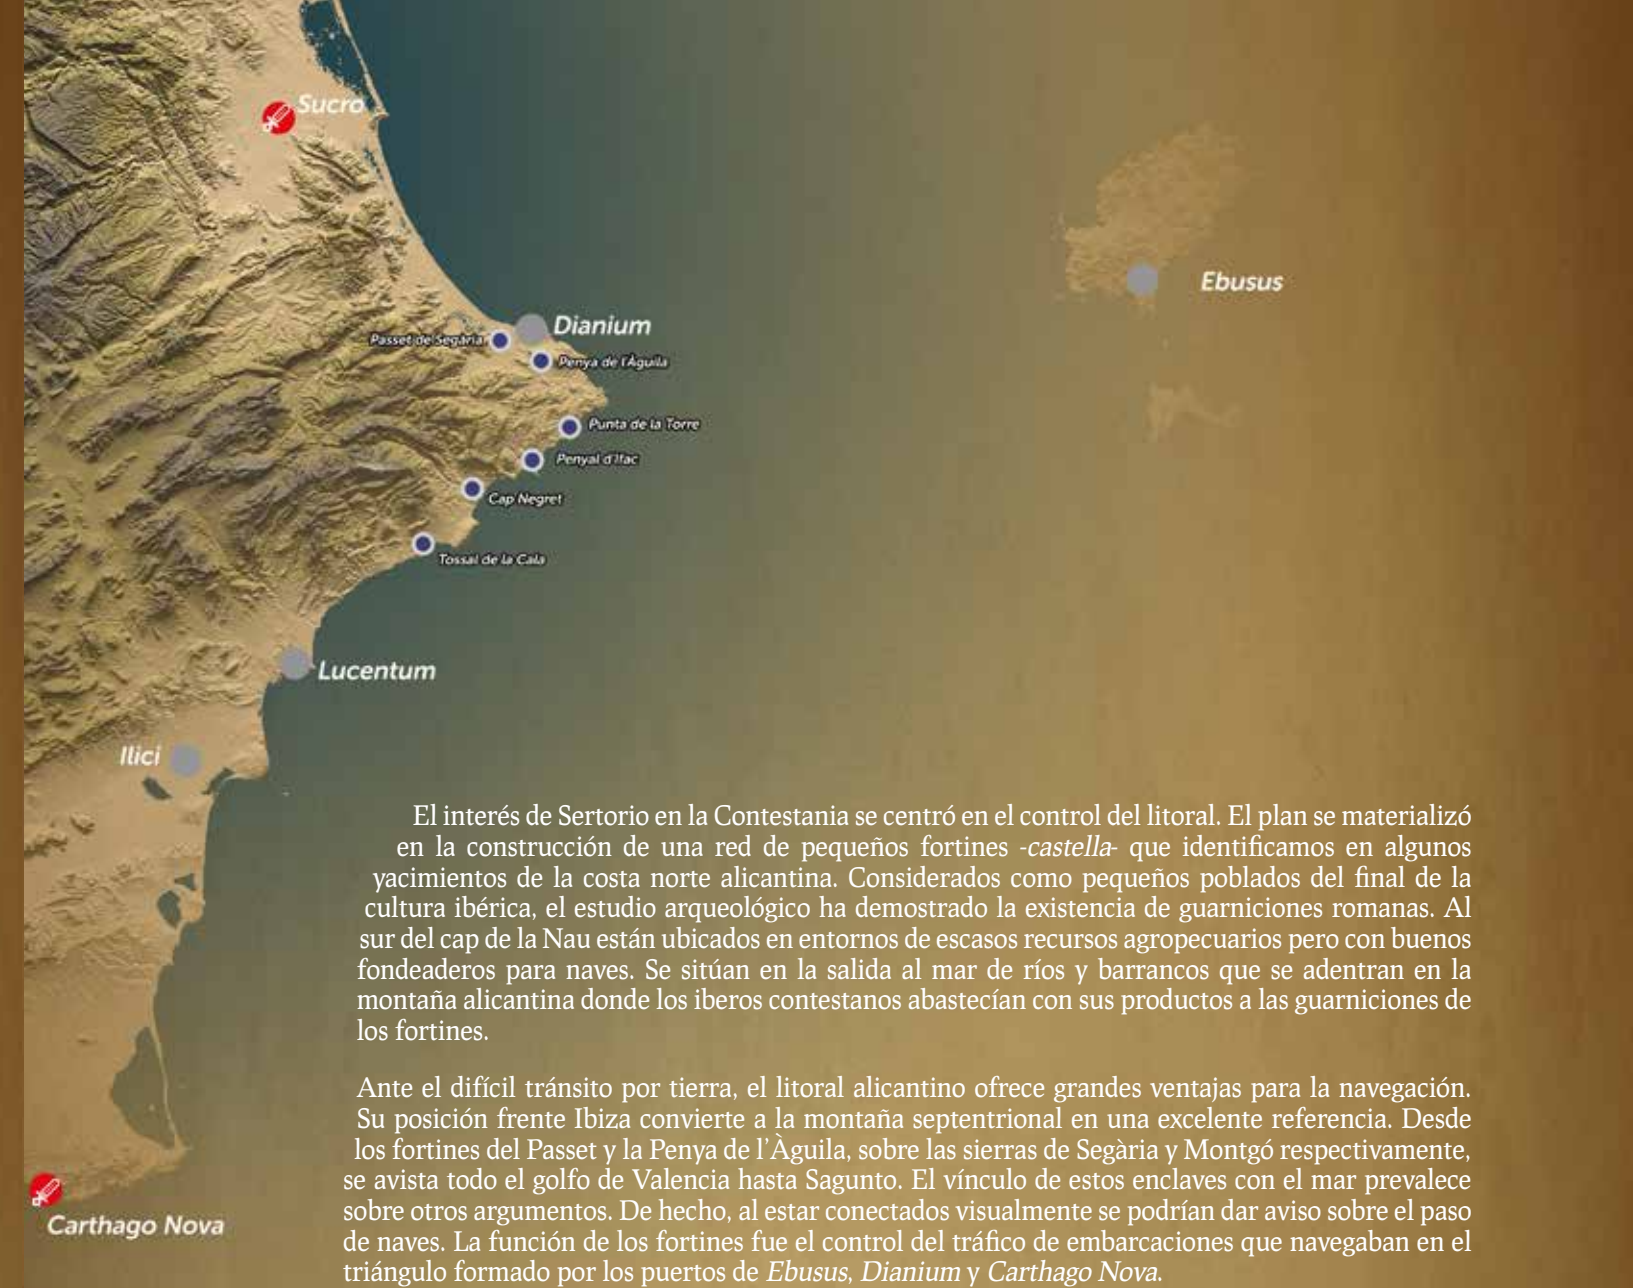 Sucro
Ebusus
Dianium
Passet de Segària
Penya de l'Àguila
Punta de la Torre
Penyal d'Ifac
Cap Negret
Tossal de la Cala
Lucentum
Ilici
El interés de Sertorio en la Contestania se centró en el control del litoral. El plan se materializó
en la construcción de una red de pequeños fortines -castella- que identificamos en algunos
yacimientos de la costa norte alicantina. Considerados como pequeños poblados del final de la
cultura ibérica, el estudio arqueológico ha demostrado la existencia de guarniciones romanas. Al
sur del cap de la Nau están ubicados en entornos de escasos recursos agropecuarios pero con buenos
fondeaderos para naves. Se sitúan en la salida al mar de ríos y barrancos que se adentran en la
montaña alicantina donde los iberos contestanos abastecían con sus productos a las guarniciones de
los fortines.
Ante el difícil tránsito por tierra, el litoral alicantino ofrece grandes ventajas para la navegación.
Su posición frente Ibiza convierte a la montaña septentrional en una excelente referencia. Desde
los fortines del Passet y la Penya de l'Àguila, sobre las sierras de Segària y Montgó respectivamente,
se avista todo el golfo de Valencia hasta Sagunto. El vínculo de estos enclaves con el mar prevalece
sobre otros argumentos. De hecho, al estar conectados visualmente se podrían dar aviso sobre el paso
de naves. La función de los fortines fue el control del tráfico de embarcaciones que navegaban en el
triángulo formado por los puertos de Ebusus, Dianium y Carthago Nova.
Carthago Nova